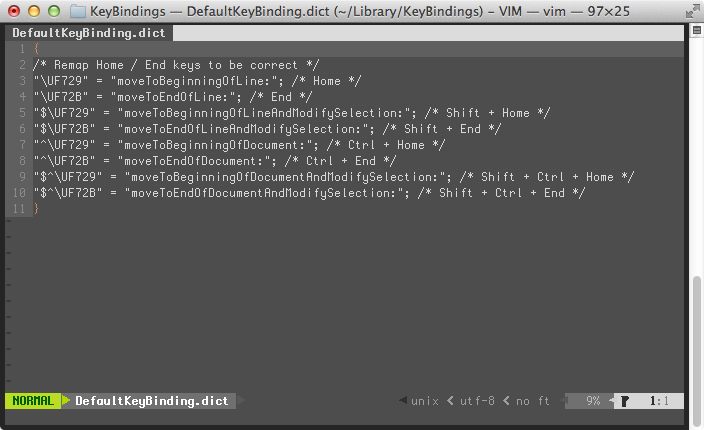 KeyBindings — DefaultKeyBinding.dict (~/Library/KeyBindings) – VIM — vim — 97×25
DefaultKeyBinding.dict
1 {
2 /* Remap Home / End keys to be correct */
3 "\UF729" = "moveToBeginningOfLine:"; /* Home */
4 "\UF72B" = "moveToEndOfLine:"; /* End */
5 "$\UF729" = "moveToBeginningOfLineAndModifySelection:"; /* Shift + Home */
6 "$\UF72B" = "moveToEndOfLineAndModifySelection:"; /* Shift + End */
7 "^\UF729" = "moveToBeginningOfDocument:"; /* Ctrl + Home */
8 "^\UF72B" = "moveToEndOfDocument:"; /* Ctrl + End */
9 "$^\UF729" = "moveToBeginningOfDocumentAndModifySelection:"; /* Shift + Ctrl + Home */
10 "$^\UF72B" = "moveToEndOfDocumentAndModifySelection:"; /* Shift + Ctrl + End */
11 }
NORMAL DefaultKeyBinding.dict unix utf-8 no ft 9% 1:1